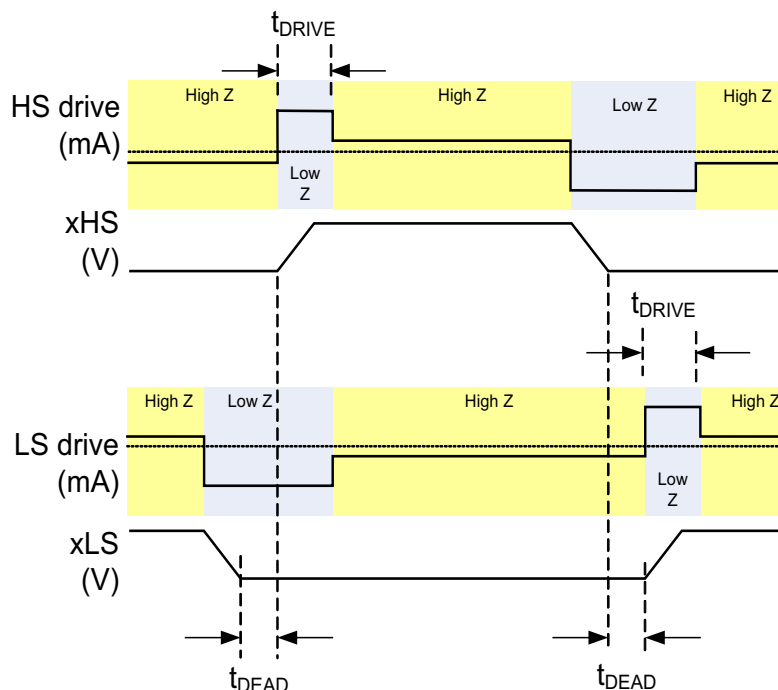 tDRIVE
High Z
High Z
Low Z
High Z
HS drive
(mA)
Low
Z
xHS
(V)
tDRIVE
High Z
Low Z
High Z
High Z
LS drive
(mA)
Low
Z
xLS
(V)
tDEAD
tDEAD